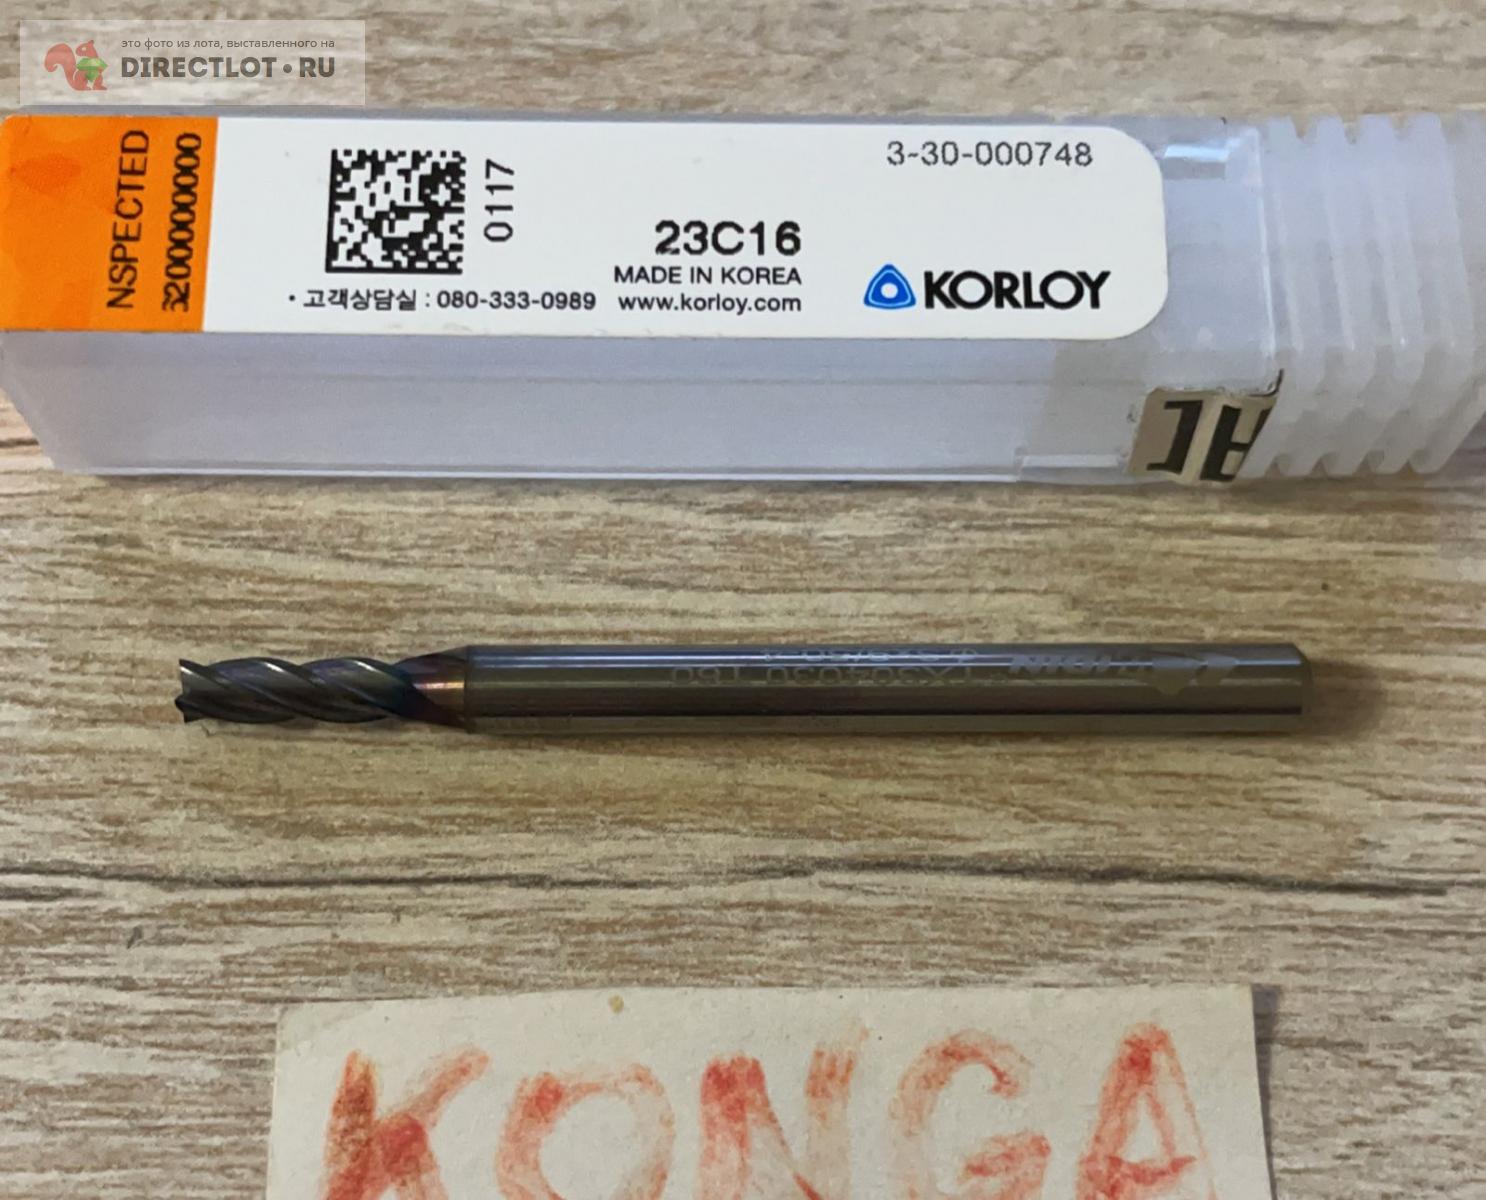 это фото из лота, выставленного на
DIRECTLOT•RU
NSPECTED
0117
3-30-000748
23C16
MADE IN KOREA
• 고객상담실 : 080-333-0989
www.korloy.com
KORLOY
KONGA